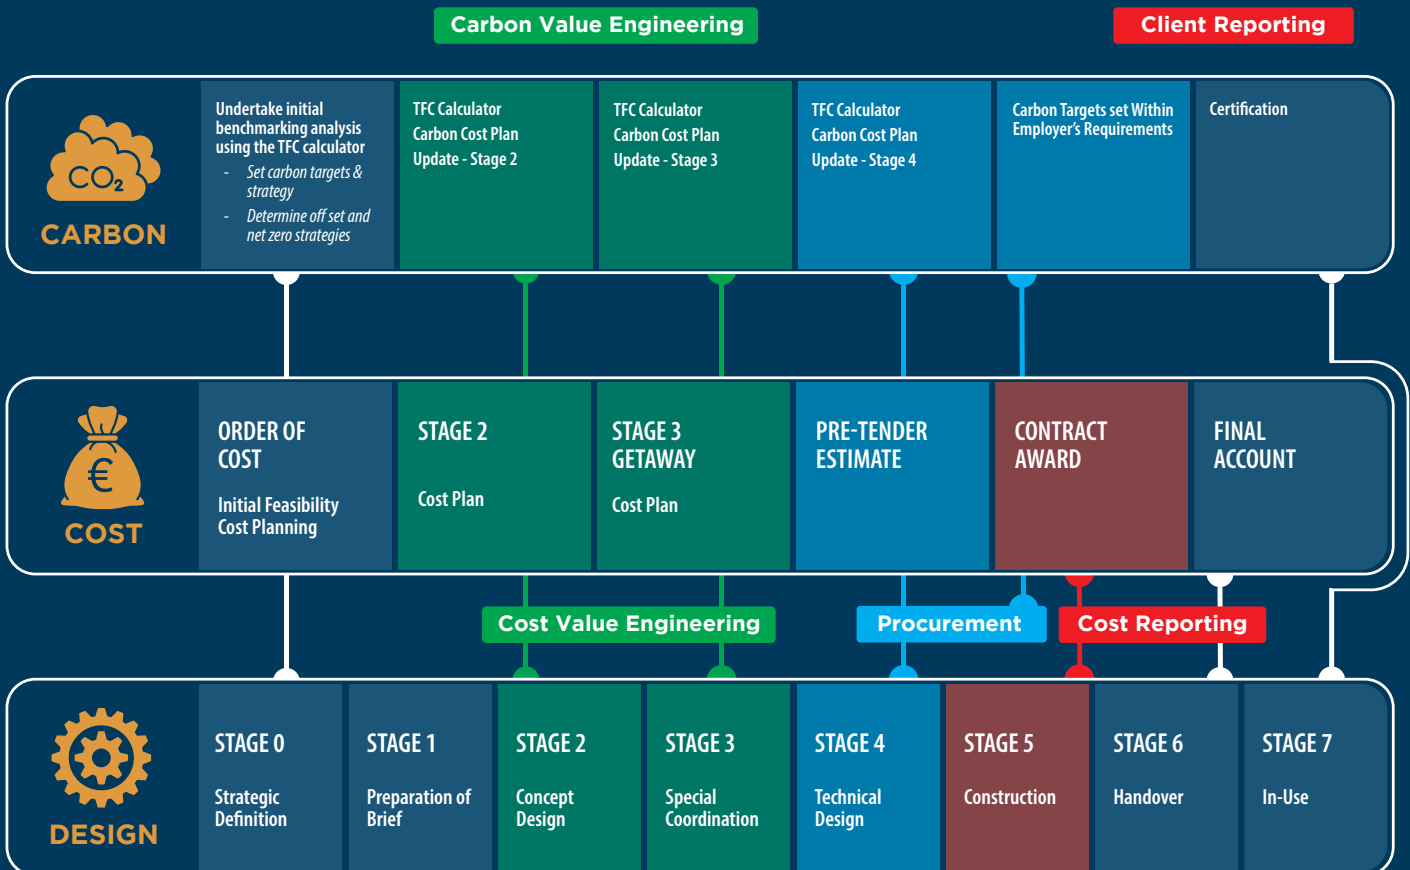 Carbon Value Engineering
Client Reporting
CO2
CARBON
Undertake initial
benchmarking analysis
using the TFC calculator
- Set carbon targets &
strategy
- Determine off set and
net zero strategies
TFC Calculator
Carbon Cost Plan
Update - Stage 2
TFC Calculator
Carbon Cost Plan
Update - Stage 3
TFC Calculator
Carbon Cost Plan
Update - Stage 4
Carbon Targets set Within
Employer's Requirements
Certification
€
COST
ORDER OF
COST
Initial Feasibility
Cost Planning
STAGE 2
Cost Plan
STAGE 3
GETAWAY
Cost Plan
PRE-TENDER
ESTIMATE
CONTRACT
AWARD
FINAL
ACCOUNT
Cost Value Engineering
Procurement
Cost Reporting
DESIGN
STAGE 0
Strategic
Definition
STAGE 1
Preparation of
Brief
STAGE 2
Concept
Design
STAGE 3
Special
Coordination
STAGE 4
Technical
Design
STAGE 5
Construction
STAGE 6
Handover
STAGE 7
In-Use